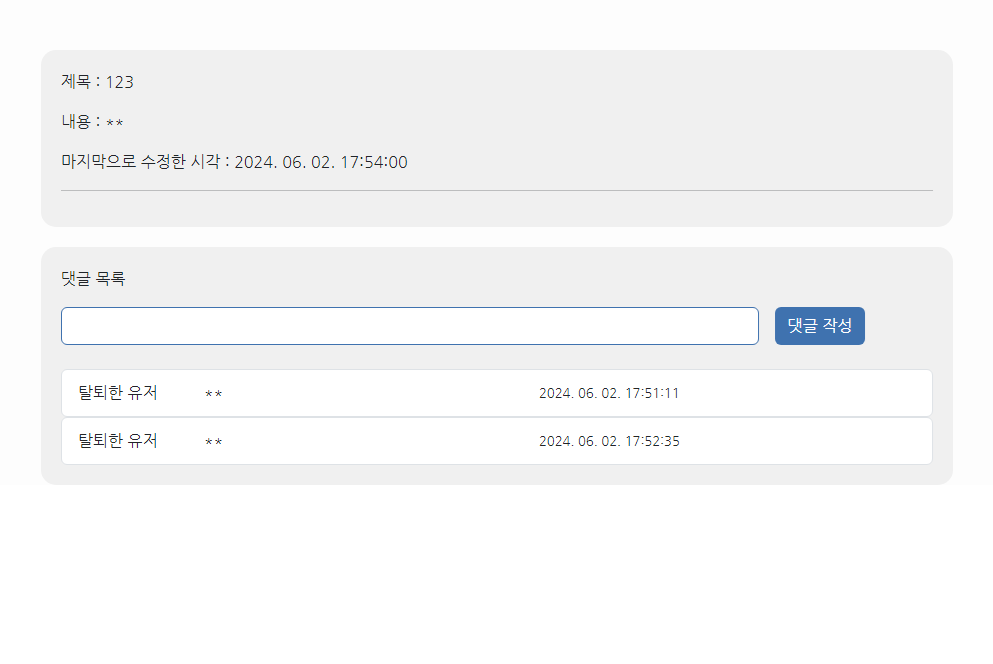 제목 : 123
내용 : **
마지막으로 수정한 시각 : 2024. 06. 02. 17:54:00
댓글 목록
댓글 작성
탈퇴한 유저 ** 2024. 06. 02. 17:51:11
탈퇴한 유저 ** 2024. 06. 02. 17:52:35